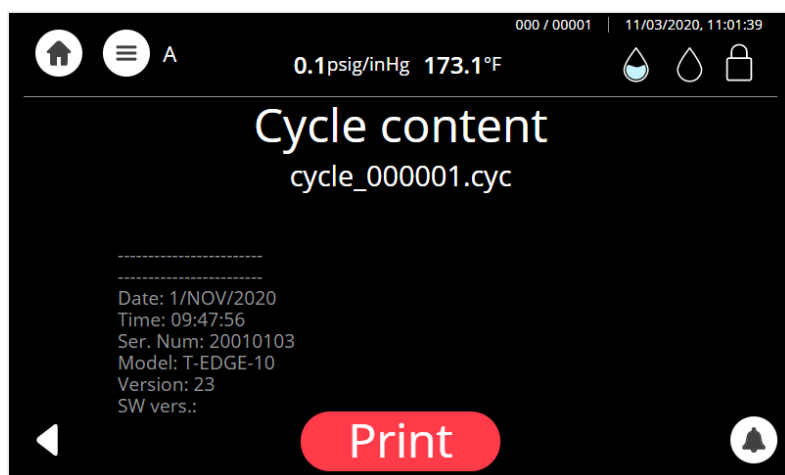 000 / 00001 | 11/03/2020, 11:01:39
A
0.1psig/inHg 173.1°F
Cycle content
cycle_000001.cyc
------------------------
------------------------
Date: 1/NOV/2020
Time: 09:47:56
Ser. Num: 20010103
Model: T-EDGE-10
Version: 23
SW vers.:
Print